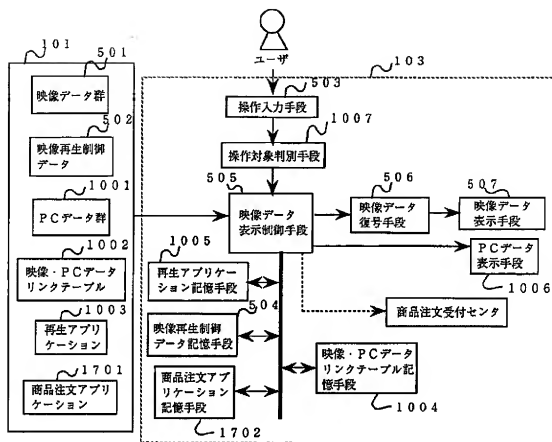 ユーザ
101
501
映像データ群
502
映像再生制御
データ
1001
PCデータ群
1002
映像・PCデータ
リンクテーブル
1003
再生アプリ
ケーション
1701
商品注文アプリ
ケーション
103
503
操作入力手段
1007
操作対象判別手段
505
映像データ
表示制御手段
506
映像データ
復号手段
507
映像データ
表示手段
PCデータ
表示手段
1006
1005
再生アプリケー
ション記憶手段
504
映像再生制御
データ記憶手段
商品注文アプ
リケーション
記憶手段
1702
商品注文受付センタ
映像・PCデータ
リンクテーブル記
憶手段
1004